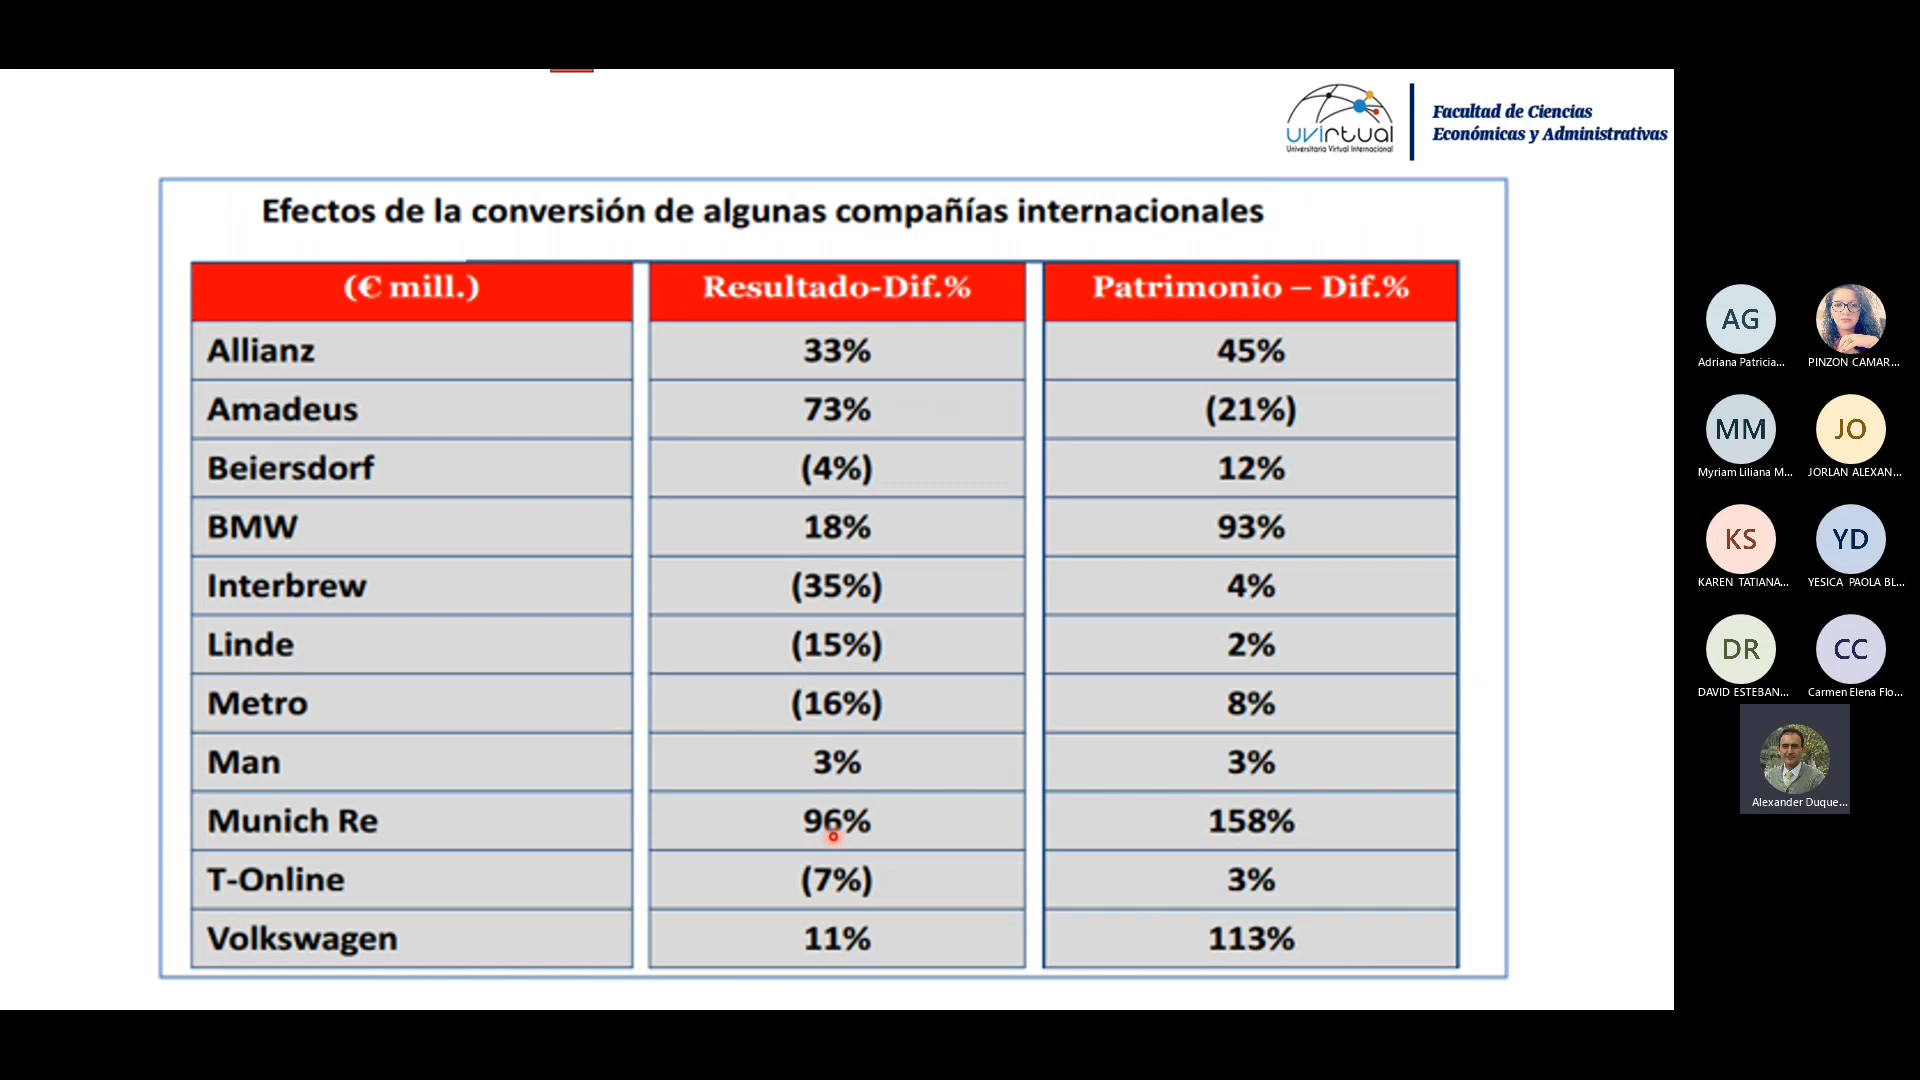 uvirtual
Universitaria Virtual Internacional
Facultad de Ciencias
Económicas y Administrativas
Efectos de la conversión de algunas compañías internacionales
(€ mill.) Resultado-Dif.% Patrimonio – Dif.%
Allianz 33% 45%
Amadeus 73% (21%)
Beiersdorf (4%) 12%
BMW 18% 93%
Interbrew (35%) 4%
Linde (15%) 2%
Metro (16%) 8%
Man 3% 3%
Munich Re 96% 158%
T-Online (7%) 3%
Volkswagen 11% 113%
AG
Adriana Patricia...
PINZON CAMAR...
MM JO
Myriam Liliana M... JORLAN ALEXAN...
KS YD
KAREN TATIANA... YESICA PAOLA BL...
DR CC
DAVID ESTEBAN... Carmen Elena Flo...
Alexander Duque...